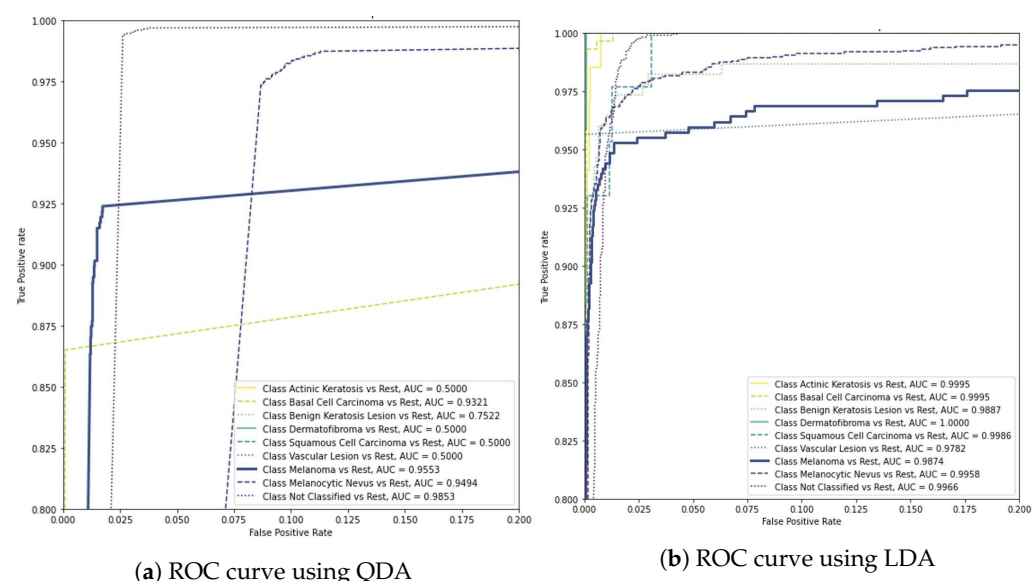 1.000
0.975
0.950
0.925
0.900
0.875
0.850
0.825
0.800
True Positive rate
Class Actinic Keratosis vs Rest, AUC = 0.5000
Class Basal Cell Carcinoma vs Rest, AUC = 0.9321
Class Benign Keratosis Lesion vs Rest, AUC = 0.7522
Class Dermatofibroma vs Rest, AUC = 0.5000
Class Squamous Cell Carcinoma vs Rest, AUC = 0.5000
Class Vascular Lesion vs Rest, AUC = 0.5000
Class Melanoma vs Rest, AUC = 0.9553
Class Melanocytic Nevus vs Rest, AUC = 0.9494
Class Not Classified vs Rest, AUC = 0.9853
0.000 0.025 0.050 0.075 0.100 0.125 0.150 0.175 0.200
False Positive Rate
(a) ROC curve using QDA
1.000
0.975
0.950
0.925
0.900
0.875
0.850
0.825
0.800
True Positive rate
Class Actinic Keratosis vs Rest, AUC = 0.9995
Class Basal Cell Carcinoma vs Rest, AUC = 0.9995
Class Benign Keratosis Lesion vs Rest, AUC = 0.9887
Class Dermatofibroma vs Rest, AUC = 1.0000
Class Squamous Cell Carcinoma vs Rest, AUC = 0.9986
Class Vascular Lesion vs Rest, AUC = 0.9782
Class Melanoma vs Rest, AUC = 0.9874
Class Melanocytic Nevus vs Rest, AUC = 0.9958
Class Not Classified vs Rest, AUC = 0.9966
0.000 0.025 0.050 0.075 0.100 0.125 0.150 0.175 0.200
False Positive Rate
(b) ROC curve using LDA